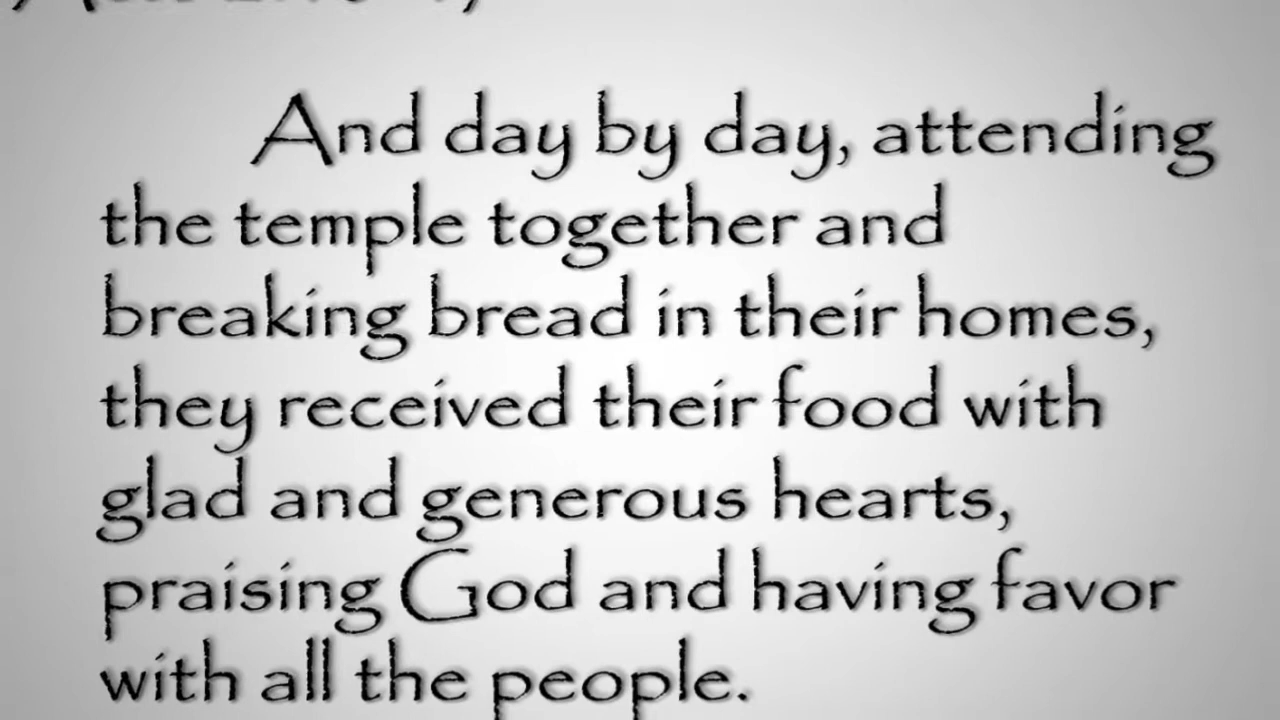 And day by day, attending
the temple together and
breaking bread in their homes,
they received their food with
glad and generous hearts,
praising God and having favor
with all the people.